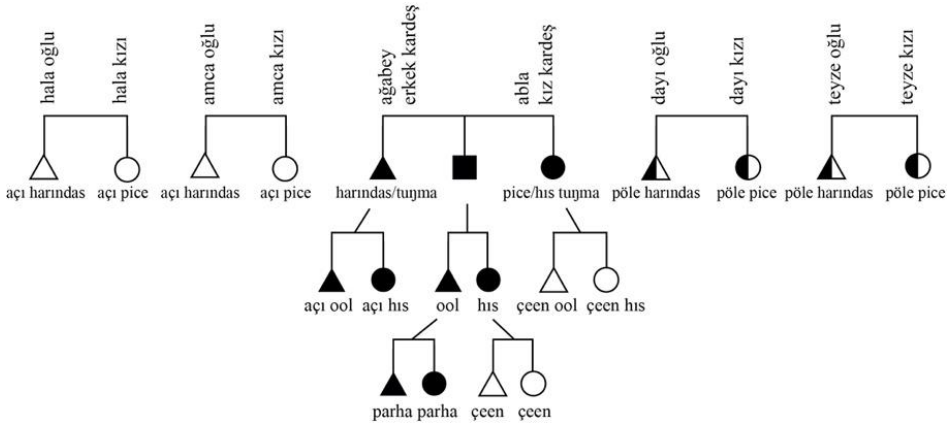 hala oğlu
hala kızı
amca oğlu
amca kızı
ağabey
erkek kardeş
abla
kız kardeş
dayı oğlu
dayı kızı
teyze oğlu
teyze kızı
açı harındas
açı pice
açı harındas
açı pice
harındas/tuŋma
pice/hıs tuŋma
pöle harındas
pöle pice
pöle harındas
pöle pice
açı ool
açı hıs
ool
hıs
çeen ool
çeen hıs
parha
parha
çeen
çeen